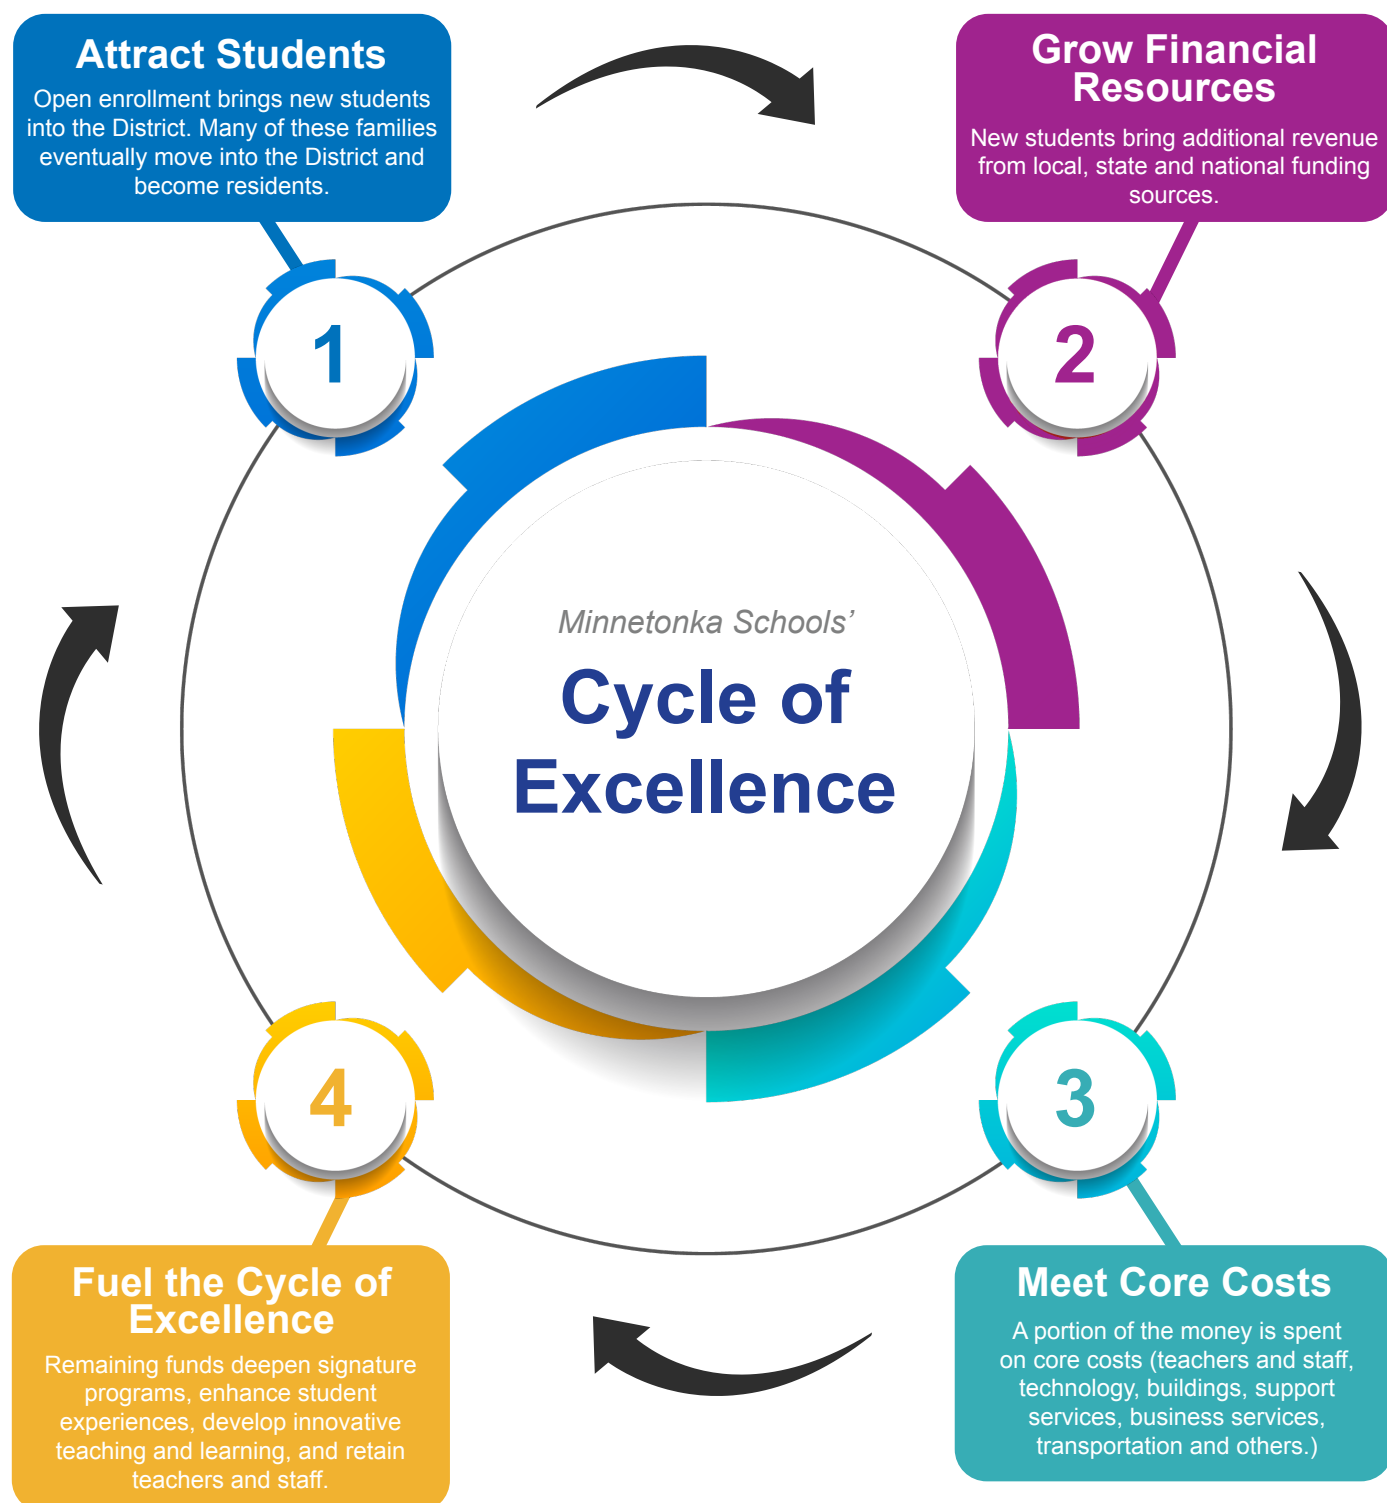 Attract Students
Open enrollment brings new students
into the District. Many of these families
eventually move into the District and
become residents.
Grow Financial
Resources
New students bring additional revenue
from local, state and national funding
sources.
1
2
Minnetonka Schools’
Cycle of
Excellence
4
3
Fuel the Cycle of
Excellence
Remaining funds deepen signature
programs, enhance student
experiences, develop innovative
teaching and learning, and retain
teachers and staff.
Meet Core Costs
A portion of the money is spent
on core costs (teachers and staff,
technology, buildings, support
services, business services,
transportation and others.)